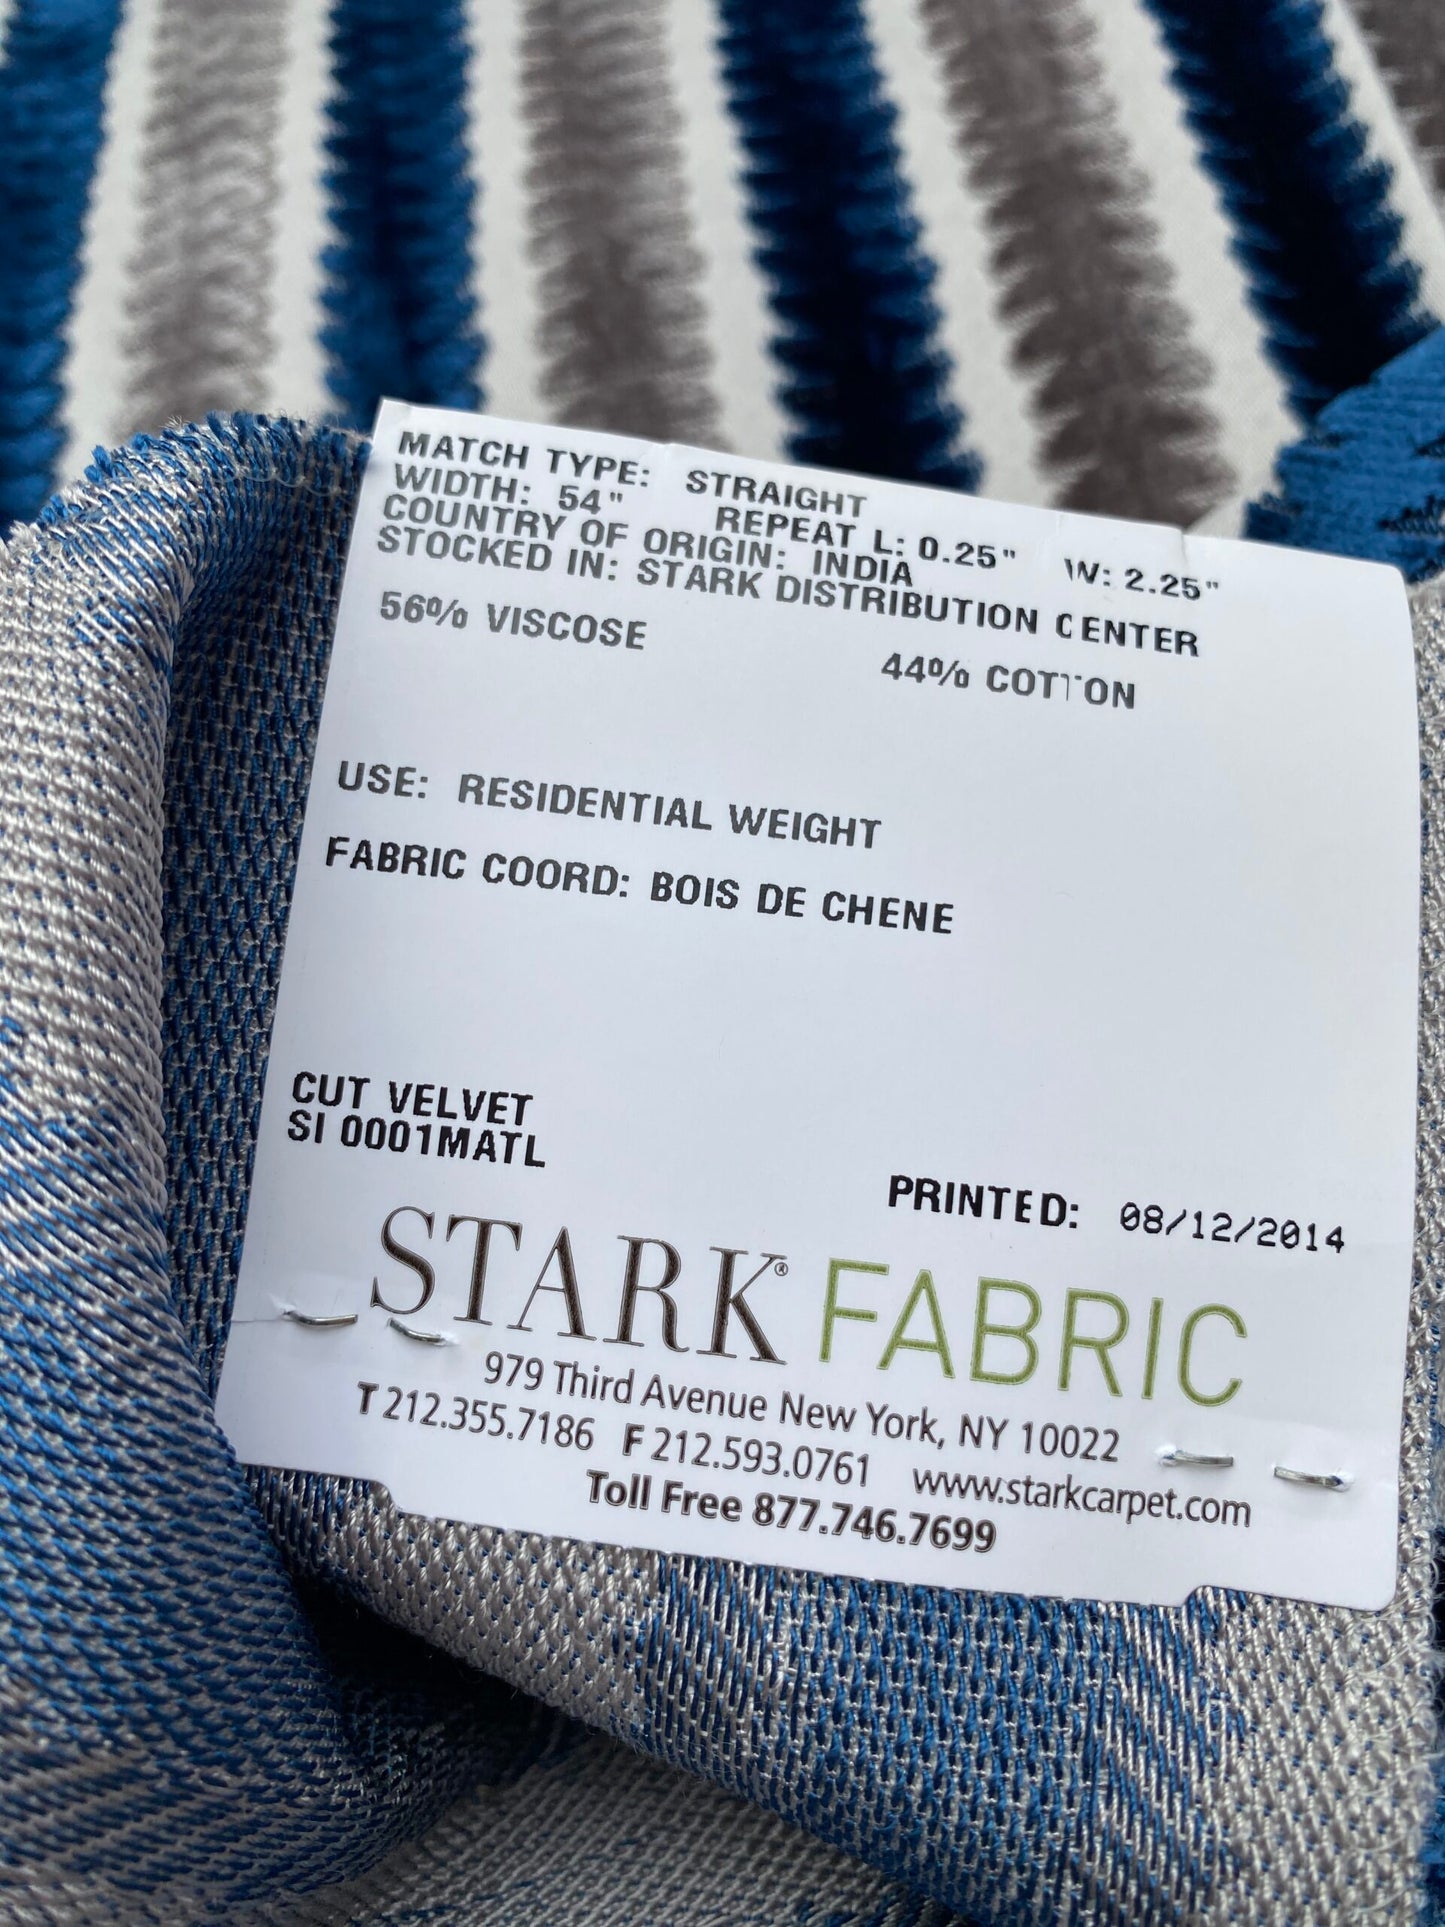 MATCH TYPE: STRAIGHT
WIDTH: 54" REPEAT L: 0.25" W: 2.25"
COUNTRY OF ORIGIN: INDIA
STOCKED IN: STARK DISTRIBUTION CENTER
56% VISCOSE 44% COTTON
USE: RESIDENTIAL WEIGHT
FABRIC COORD: BOIS DE CHENE
CUT VELVET
SI 0001MATL
PRINTED: 08/12/2014
STARK® FABRIC
979 Third Avenue New York, NY 10022
T 212.355.7186 F 212.593.0761 www.starkcarpet.com
Toll Free 877.746.7699